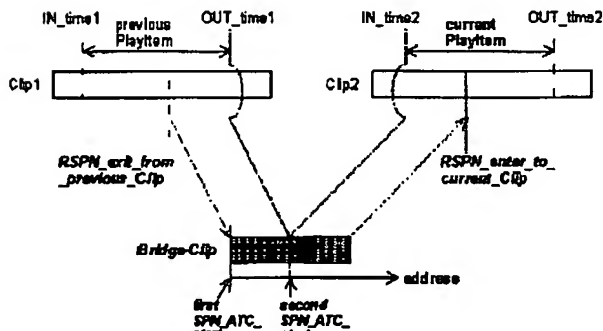 IN_time1
previous
PlayItem
OUT_time1
IN_time2
current
PlayItem
OUT_time2
Clip1
Clip2
RSPN_exit_from
_previous_Clip
RSPN_enter_to_
current_Clip
Bridge-Clip
address
first
SPN_ATC_
second
SPN_ATC_